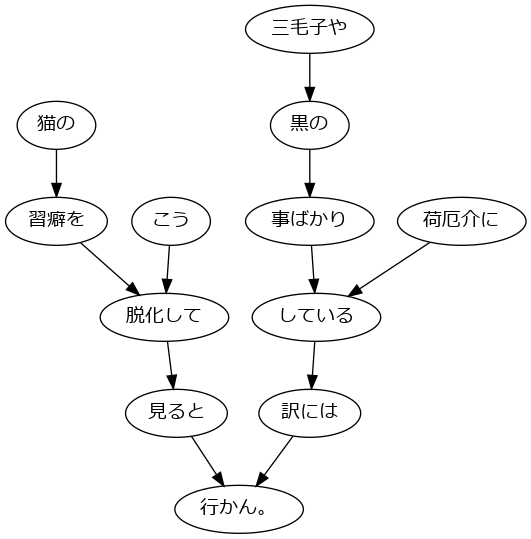 三毛子や
猫の
黒の
習癖を
こう
事ばかり
荷厄介に
脱化して
している
見ると
訳には
行かん。